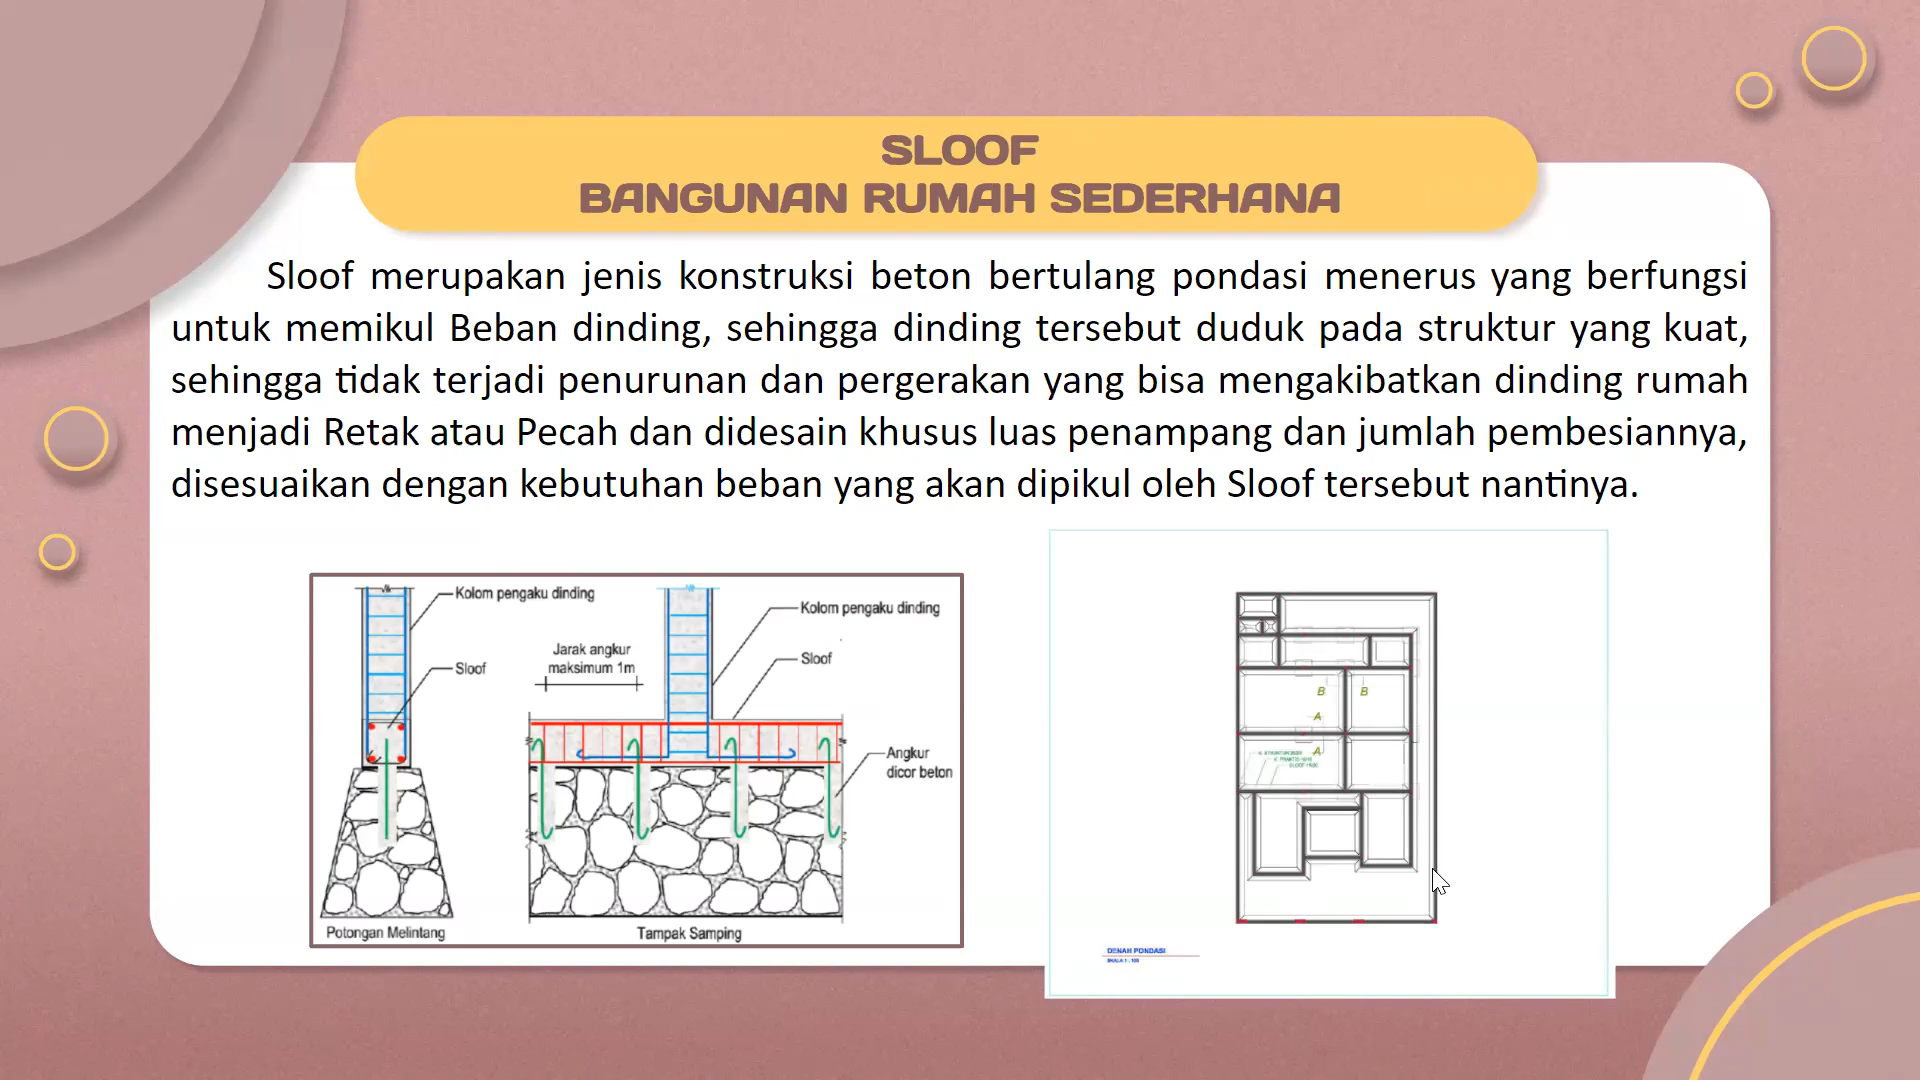 SLOOF
BANGUNAN RUMAH SEDERHANA
Sloof merupakan jenis konstruksi beton bertulang pondasi menerus yang berfungsi
untuk memikul Beban dinding, sehingga dinding tersebut duduk pada struktur yang kuat,
sehingga tidak terjadi penurunan dan pergerakan yang bisa mengakibatkan dinding rumah
menjadi Retak atau Pecah dan didesain khusus luas penampang dan jumlah pembesiannya,
disesuaikan dengan kebutuhan beban yang akan dipikul oleh Sloof tersebut nantinya.
Kolom pengaku dinding
Sloof
Potongan Melintang
Jarak angkur
maksimum 1m
Kolom pengaku dinding
Sloof
Angkur
dicor beton
Tampak Samping
B B
A
A
DENAH PONDASI
SKALA 1 : 100